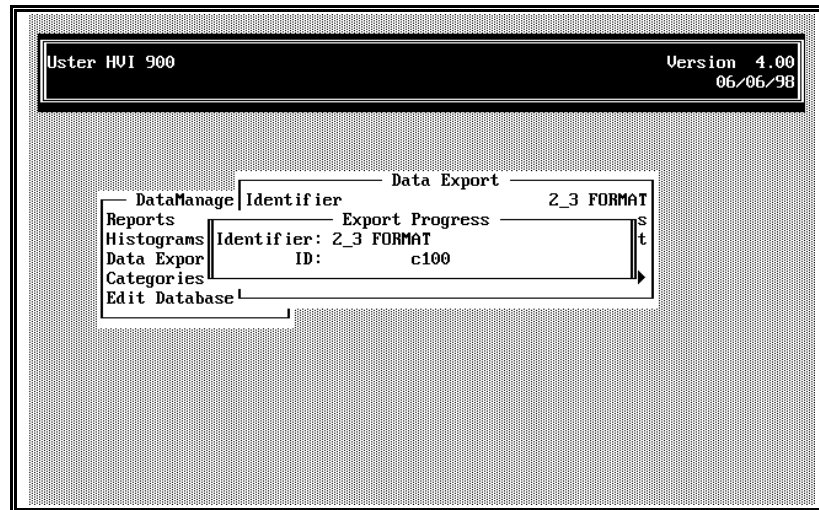 Uster HVI 900 Version 4.00
06/06/98
Data Export
DataManage Identifier 2_3 FORMAT
Reports Export Progress s
Histograms Identifier: 2_3 FORMAT t
Data Expor ID: c100
Categories
Edit Database